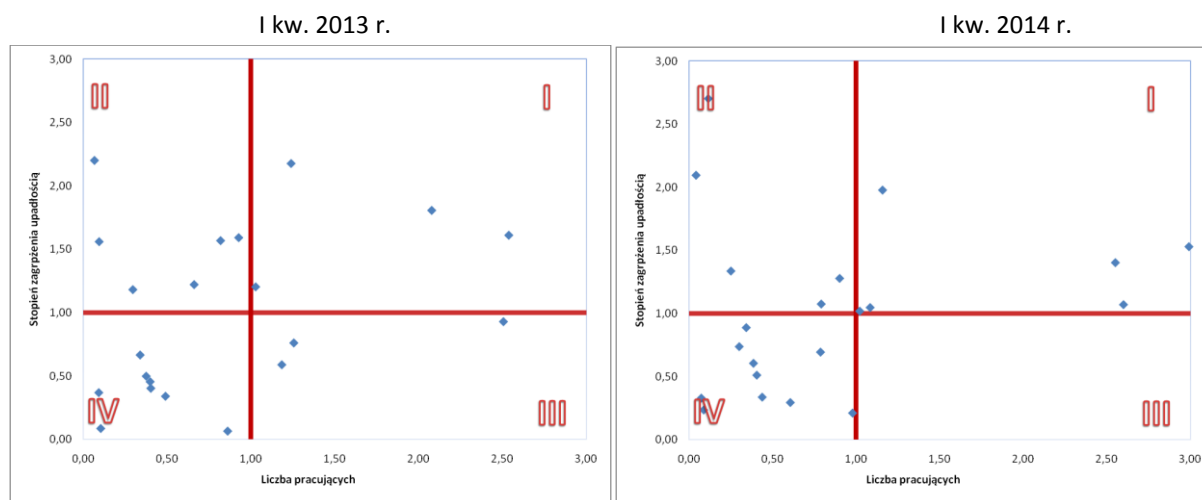 I kw. 2013 r.
I kw. 2014 r.
3,00
2,50
2,00
1,50
1,00
0,50
0,00
Stopień zagrpżenia upadłością
II
I
IV
III
0,00 0,50 1,00 1,50 2,00 2,50 3,00
Liczba pracujących
3,00
2,50
2,00
1,50
1,00
0,50
0,00
Stopień zagrpżenia upadłością
II
I
IV
III
0,00 0,50 1,00 1,50 2,00 2,50 3,00
Liczba pracujących